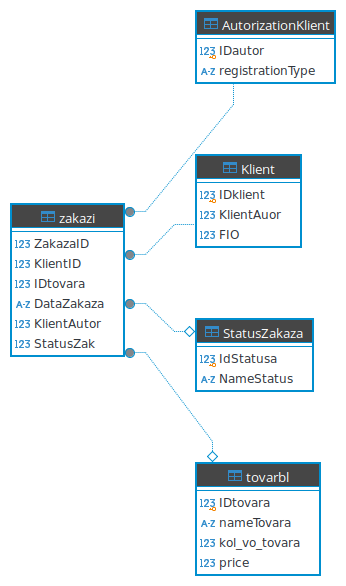 AutorizationKlient
123 IDautor
A-Z registrationType
Klient
123 IDklient
123 KlientAuor
123 FIO
zakazi
123 ZakazaID
123 KlientID
123 IDtovara
A-Z DataZakaza
123 KlientAutor
123 StatusZak
StatusZakaza
123 IdStatusa
A-Z NameStatus
tovarbl
123 IDtovara
A-Z nameTovara
123 kol_vo_tovara
123 price